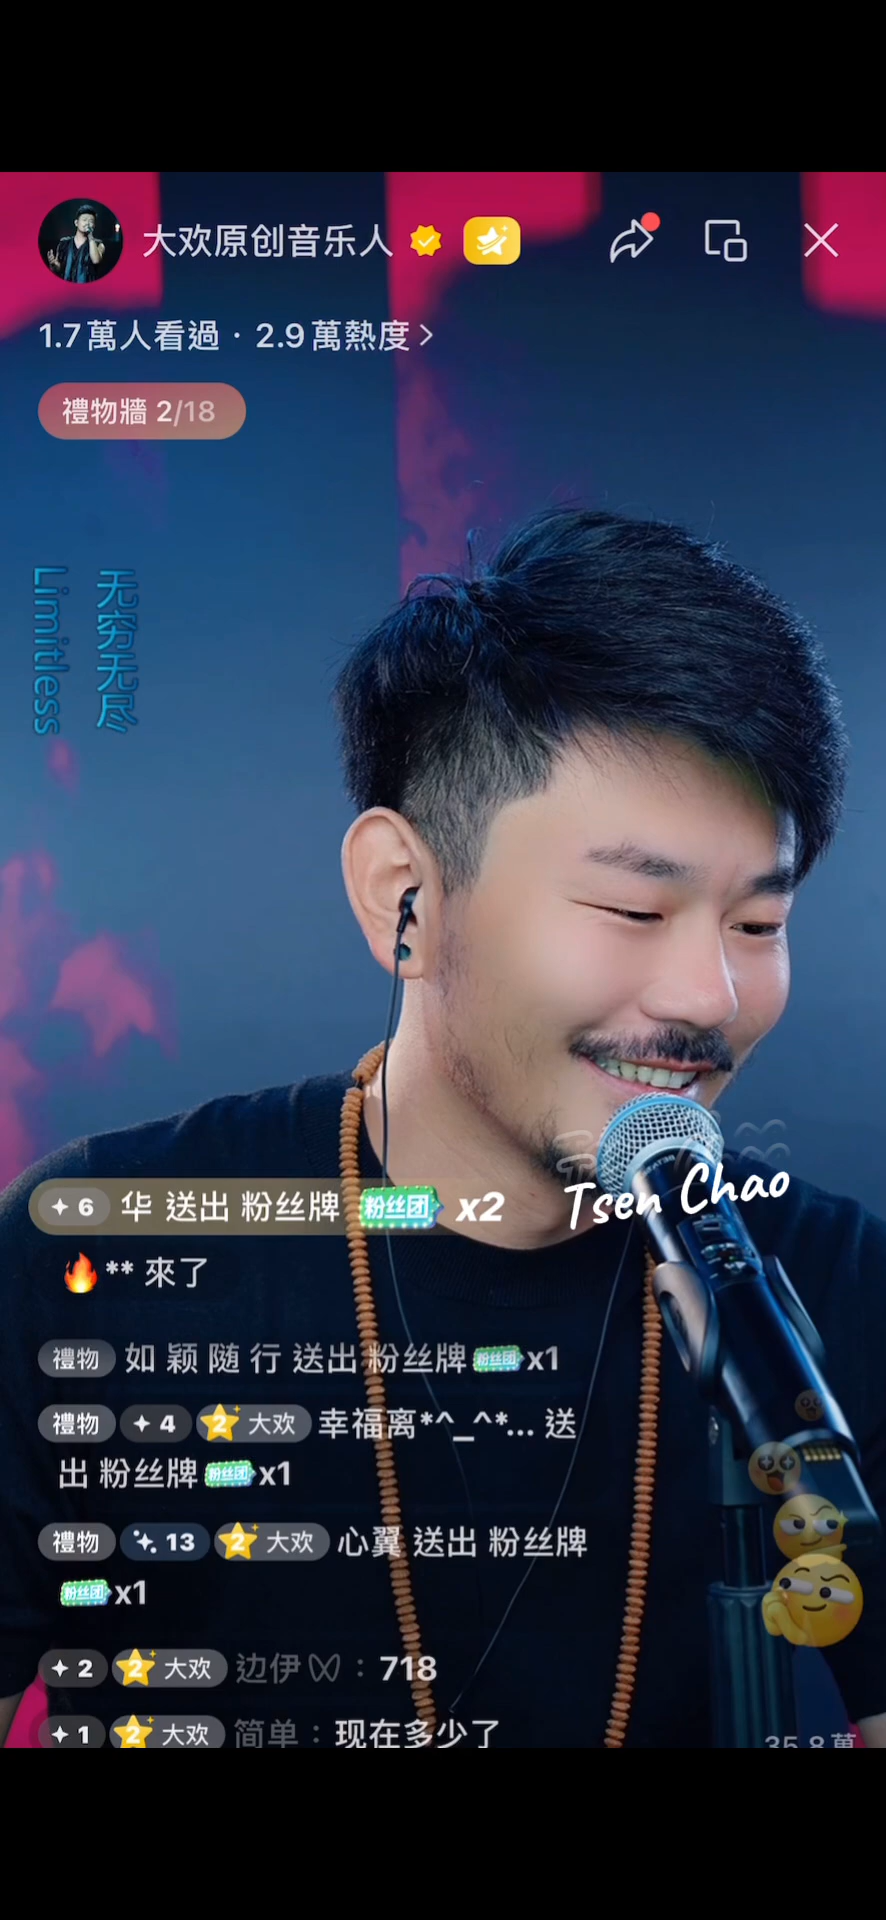 大欢原创音乐人
1.7萬人看過 · 2.9萬熱度 >
禮物牆 2/18
无穷无尽
Limitless
Tsen Chao
6 华 送出 粉丝牌 粉丝团 x2
🔥** 來了
禮物 如 颖 随 行 送出 粉丝牌 粉丝团 x1
禮物 4 2 大欢 幸福离*^_^*... 送
出 粉丝牌 粉丝团 x1
禮物 13 2 大欢 心翼 送出 粉丝牌
粉丝团 x1
2 2 大欢 边伊：718
1 2 大欢 简单：现在多少了
35.8萬